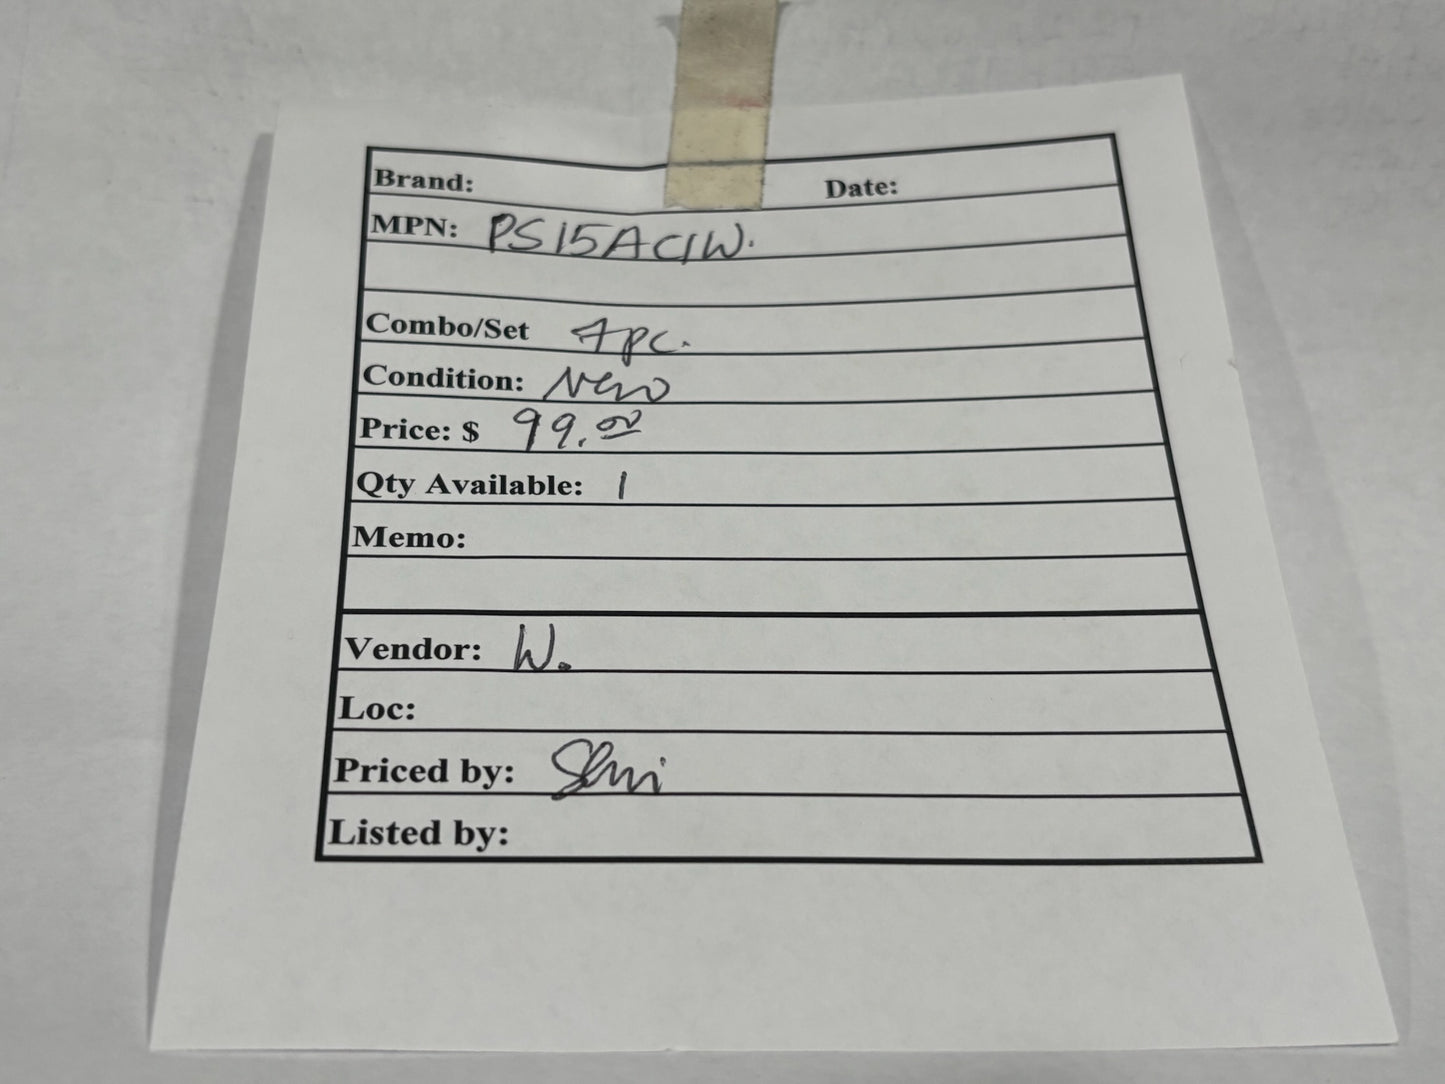 Brand: Date:
MPN: PS15AC1W.
Combo/Set 7pc.
Condition: New
Price: $ 99.00
Qty Available: 1
Memo:
Vendor: W.
Loc:
Priced by:
Listed by: